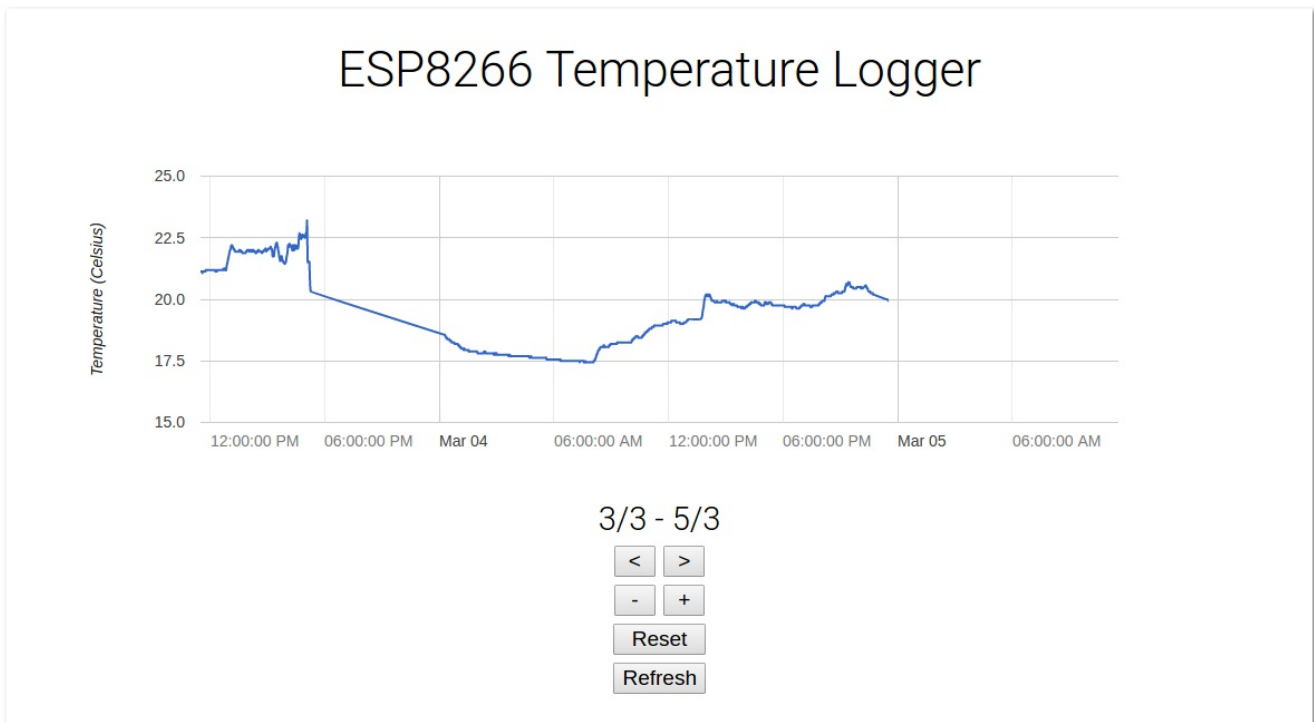 ESP8266 Temperature Logger
Temperature (Celsius)
25.0
22.5
20.0
17.5
15.0
12:00:00 PM 06:00:00 PM Mar 04 06:00:00 AM 12:00:00 PM 06:00:00 PM Mar 05 06:00:00 AM
3/3 - 5/3
< >
- +
Reset
Refresh